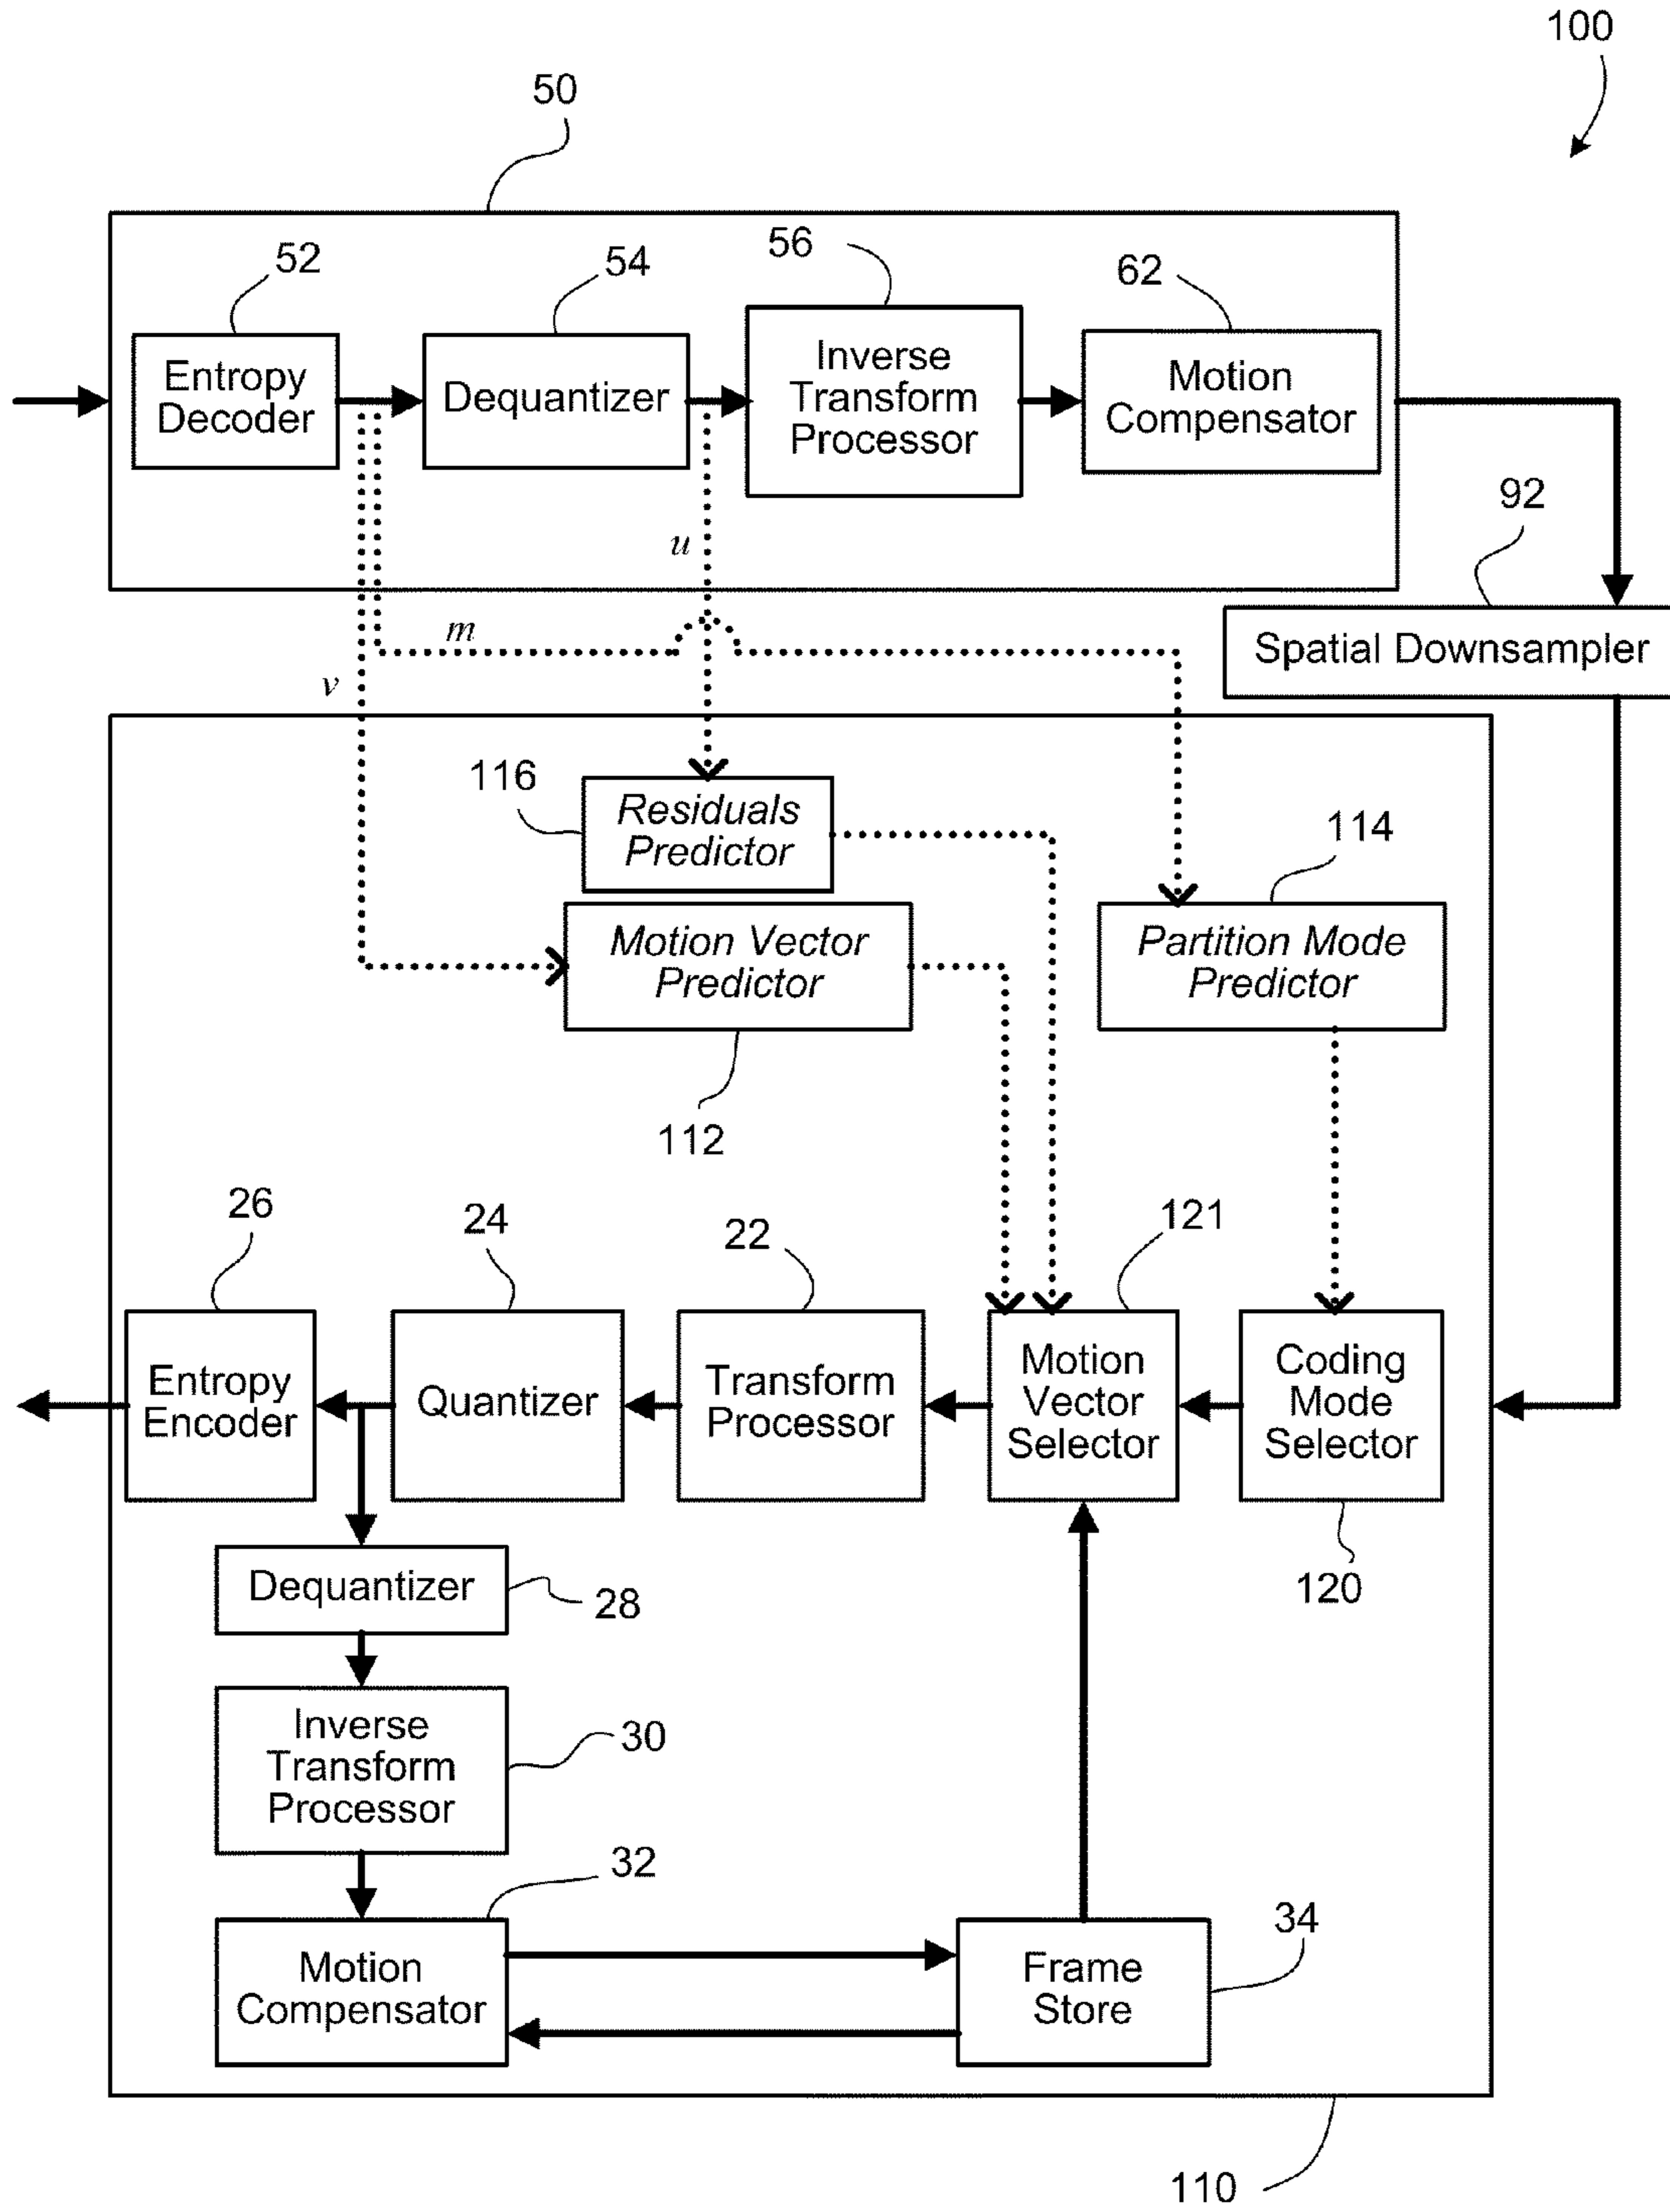 100
50
52
54
56
62
Entropy
Decoder
Dequantizer
Inverse
Transform
Processor
Motion
Compensator
92
u
m
v
Spatial Downsampler
116
Residuals
Predictor
114
Motion Vector
Predictor
Partition Mode
Predictor
112
26
24
22
121
Entropy
Encoder
Quantizer
Transform
Processor
Motion
Vector
Selector
Coding
Mode
Selector
Dequantizer
28
120
Inverse
Transform
Processor
30
32
34
Motion
Compensator
Frame
Store
110